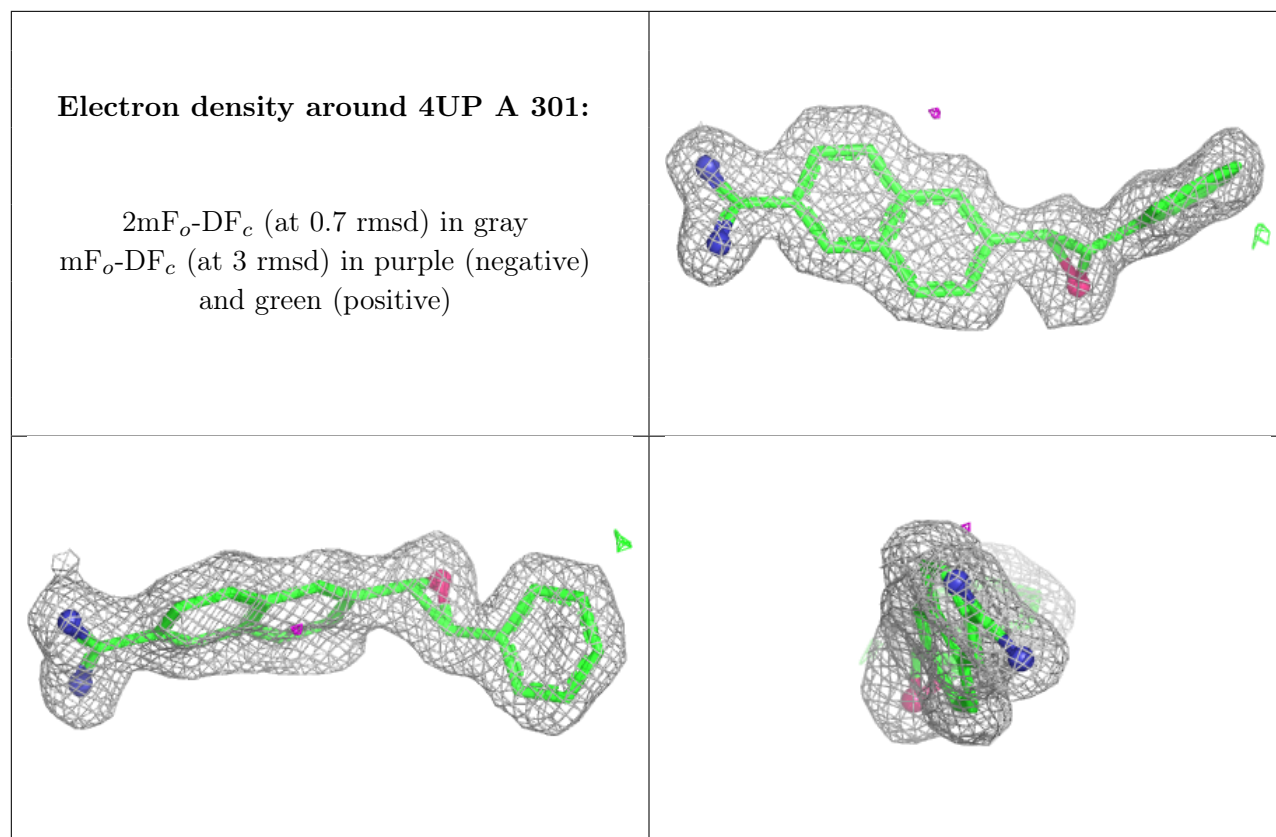 Electron density around 4UP A 301:
2mFo-DFc (at 0.7 rmsd) in gray
mFo-DFc (at 3 rmsd) in purple (negative)
and green (positive)